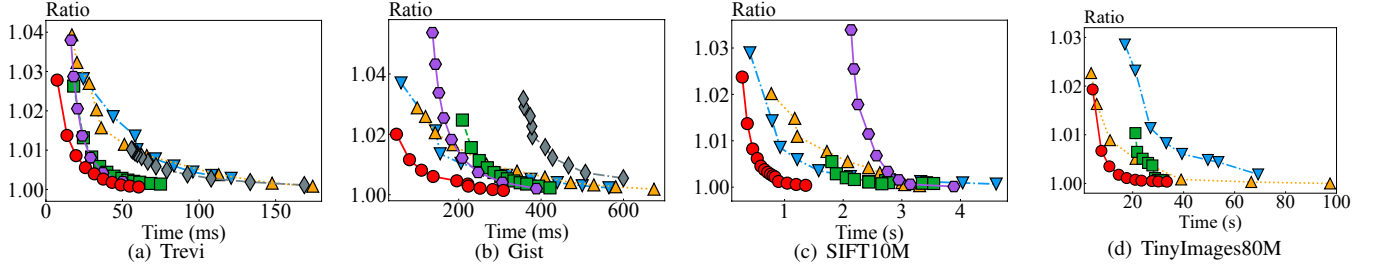 Ratio
1.04
1.03
1.02
1.01
1.00
0 50 100 150
Time (ms)
(a) Trevi
Ratio
1.04
1.02
1.00
200 400 600
Time (ms)
(b) Gist
Ratio
1.03
1.02
1.01
1.00
1 2 3 4
Time (s)
(c) SIFT10M
Ratio
1.03
1.02
1.01
1.00
20 40 60 80 100
Time (s)
(d) TinyImages80M